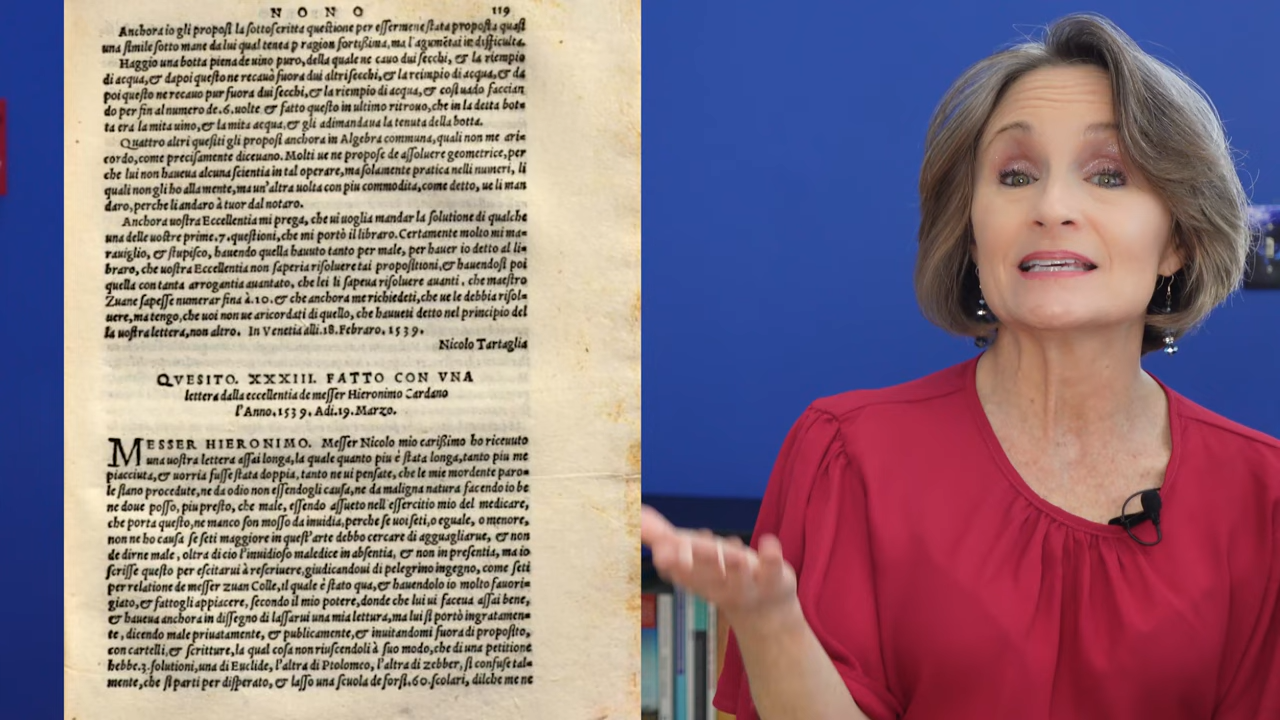 NONO 119
Anchora io gli proposi la sottoscritta questione per essermene stata proposta quasi
una simile sotto mane da lui qual tenea p ragion fortißima, ma l'agumētai in difficulta.
Haggio una botta piena de uino puro, della quale ne cauo dui secchi, & la riempio
di acqua, & dapoi questo ne recauo fuora dui altri secchi, & la reimpio di acqua, & da
poi questo ne recauo pur fuora dui secchi, & la riempio di acqua, & cosi uado faccian
do per fin al numero de .6. uolte & fatto questo in ultimo ritrouo, che in la detta bot-
ta era la mita uino, & la mita acqua, & gli adimandaua la tenuta della botta.
Quattro altri quesiti gli proposi anchora in Algebra communa, quali non me ari-
cordo, come precisamente diceuano. Molti ue ne propose de assoluere geometrice, per
che lui non haueua alcuna scientia in tal operare, ma solamente pratica nelli numeri, li
quali non gli ho alla mente, ma un'altra uolta con piu commodita, come detto, ue li man
daro, perche li andaro à tuor dal notaro.
Anchora uostra Eccellentia mi prega, che ui uoglia mandar la solutione di qualche
una delle uostre prime .7. questioni, che mi portò il libraro. Certamente molto mi ma-
rauiglio, & stupisco, hauendo quella hauuto tanto per male, per hauer io detto al li-
braro, che uostra Eccellentia non saperia risoluere tai propositioni, & hauendosi poi
quella con tanta arrogantia auantato, che lei li sapeua risoluere auanti, che maestro
Zuane sapesse numerar fina à .10. & che anchora me richiedeti, che ue le debbia risol-
uere, ma tengo, che uoi non ue aricordati di quello, che haueuti detto nel principio del
la uostra lettera, non altro. In Venetia alli .18. Febraro. 1539.
Nicolo Tartaglia
QVESITO. XXXIII. FATTO CON VNA
lettera dalla eccellentia de messer Hieronimo Cardano
l'Anno. 1539. Adi. 19. Marzo.
MESSER HIERONIMO. Messer Nicolo mio carißimo ho riceuuto
una uostra lettera assai longa, la quale quanto piu è stata longa, tanto piu me
piacciuta, & uorria fusse stata doppia, tanto ne ui pensate, che le mie mordente paro-
le siano procedute, ne da odio non essendogli causa, ne da maligna natura facendo io be
ne doue posso, piu presto, che male, essendo assueto nell'essercitio mio del medicare,
che porta questo, ne manco son mosso da inuidia, perche se uoi seti, o eguale, o menore,
non ne ho causa se seti maggiore in quest'arte debbo cercare di agguagliarue, & non
de dirne male, oltra di cio l'inuidioso maledice in absentia, & non in presentia, ma io
scrisse questo per escitarui à rescriuere, giudicandoui di pelegrino ingegno, come seti
per relatione de messer zuan Colle, il quale è stato qua, & hauendolo io molto fauori-
giato, & fattogli appiacere, secondo il mio potere, donde che lui ui faceua assai bene,
& haueua anchora in dissegno di lassarui una mia lettura, ma lui si portò ingratamen-
te, dicendo male priuatamente, & publicamente, & inuitandomi fuora di proposito,
con cartelli, & scritture, la qual cosa non riuscendoli à suo modo, che di una petitione
hebbe .3. solutioni, una di Euclide, l'altra di Ptolomeo, l'altra di zebber, si confuse tal-
mente, che si parti per disperato, & lasso una scuola de forsi .60. scolari, dilche me ne